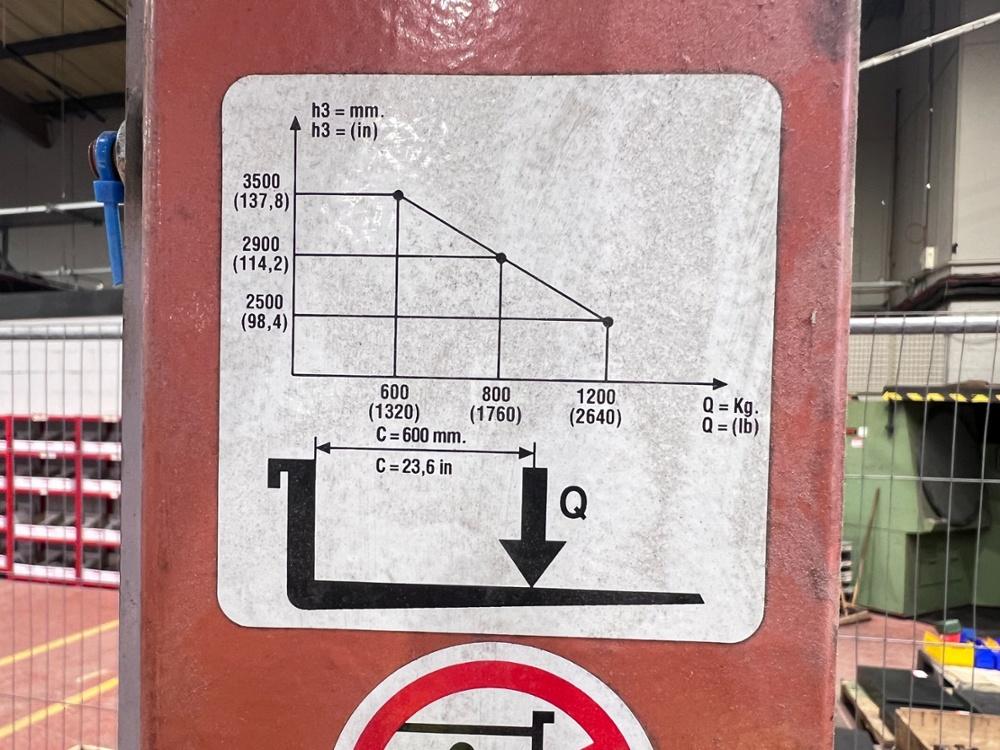 h3 = mm.
h3 = (in)
3500
(137,8)
2900
(114,2)
2500
(98,4)
600
(1320)
800
(1760)
1200
(2640)
Q = Kg.
Q = (lb)
C = 600 mm.
C = 23,6 in
Q